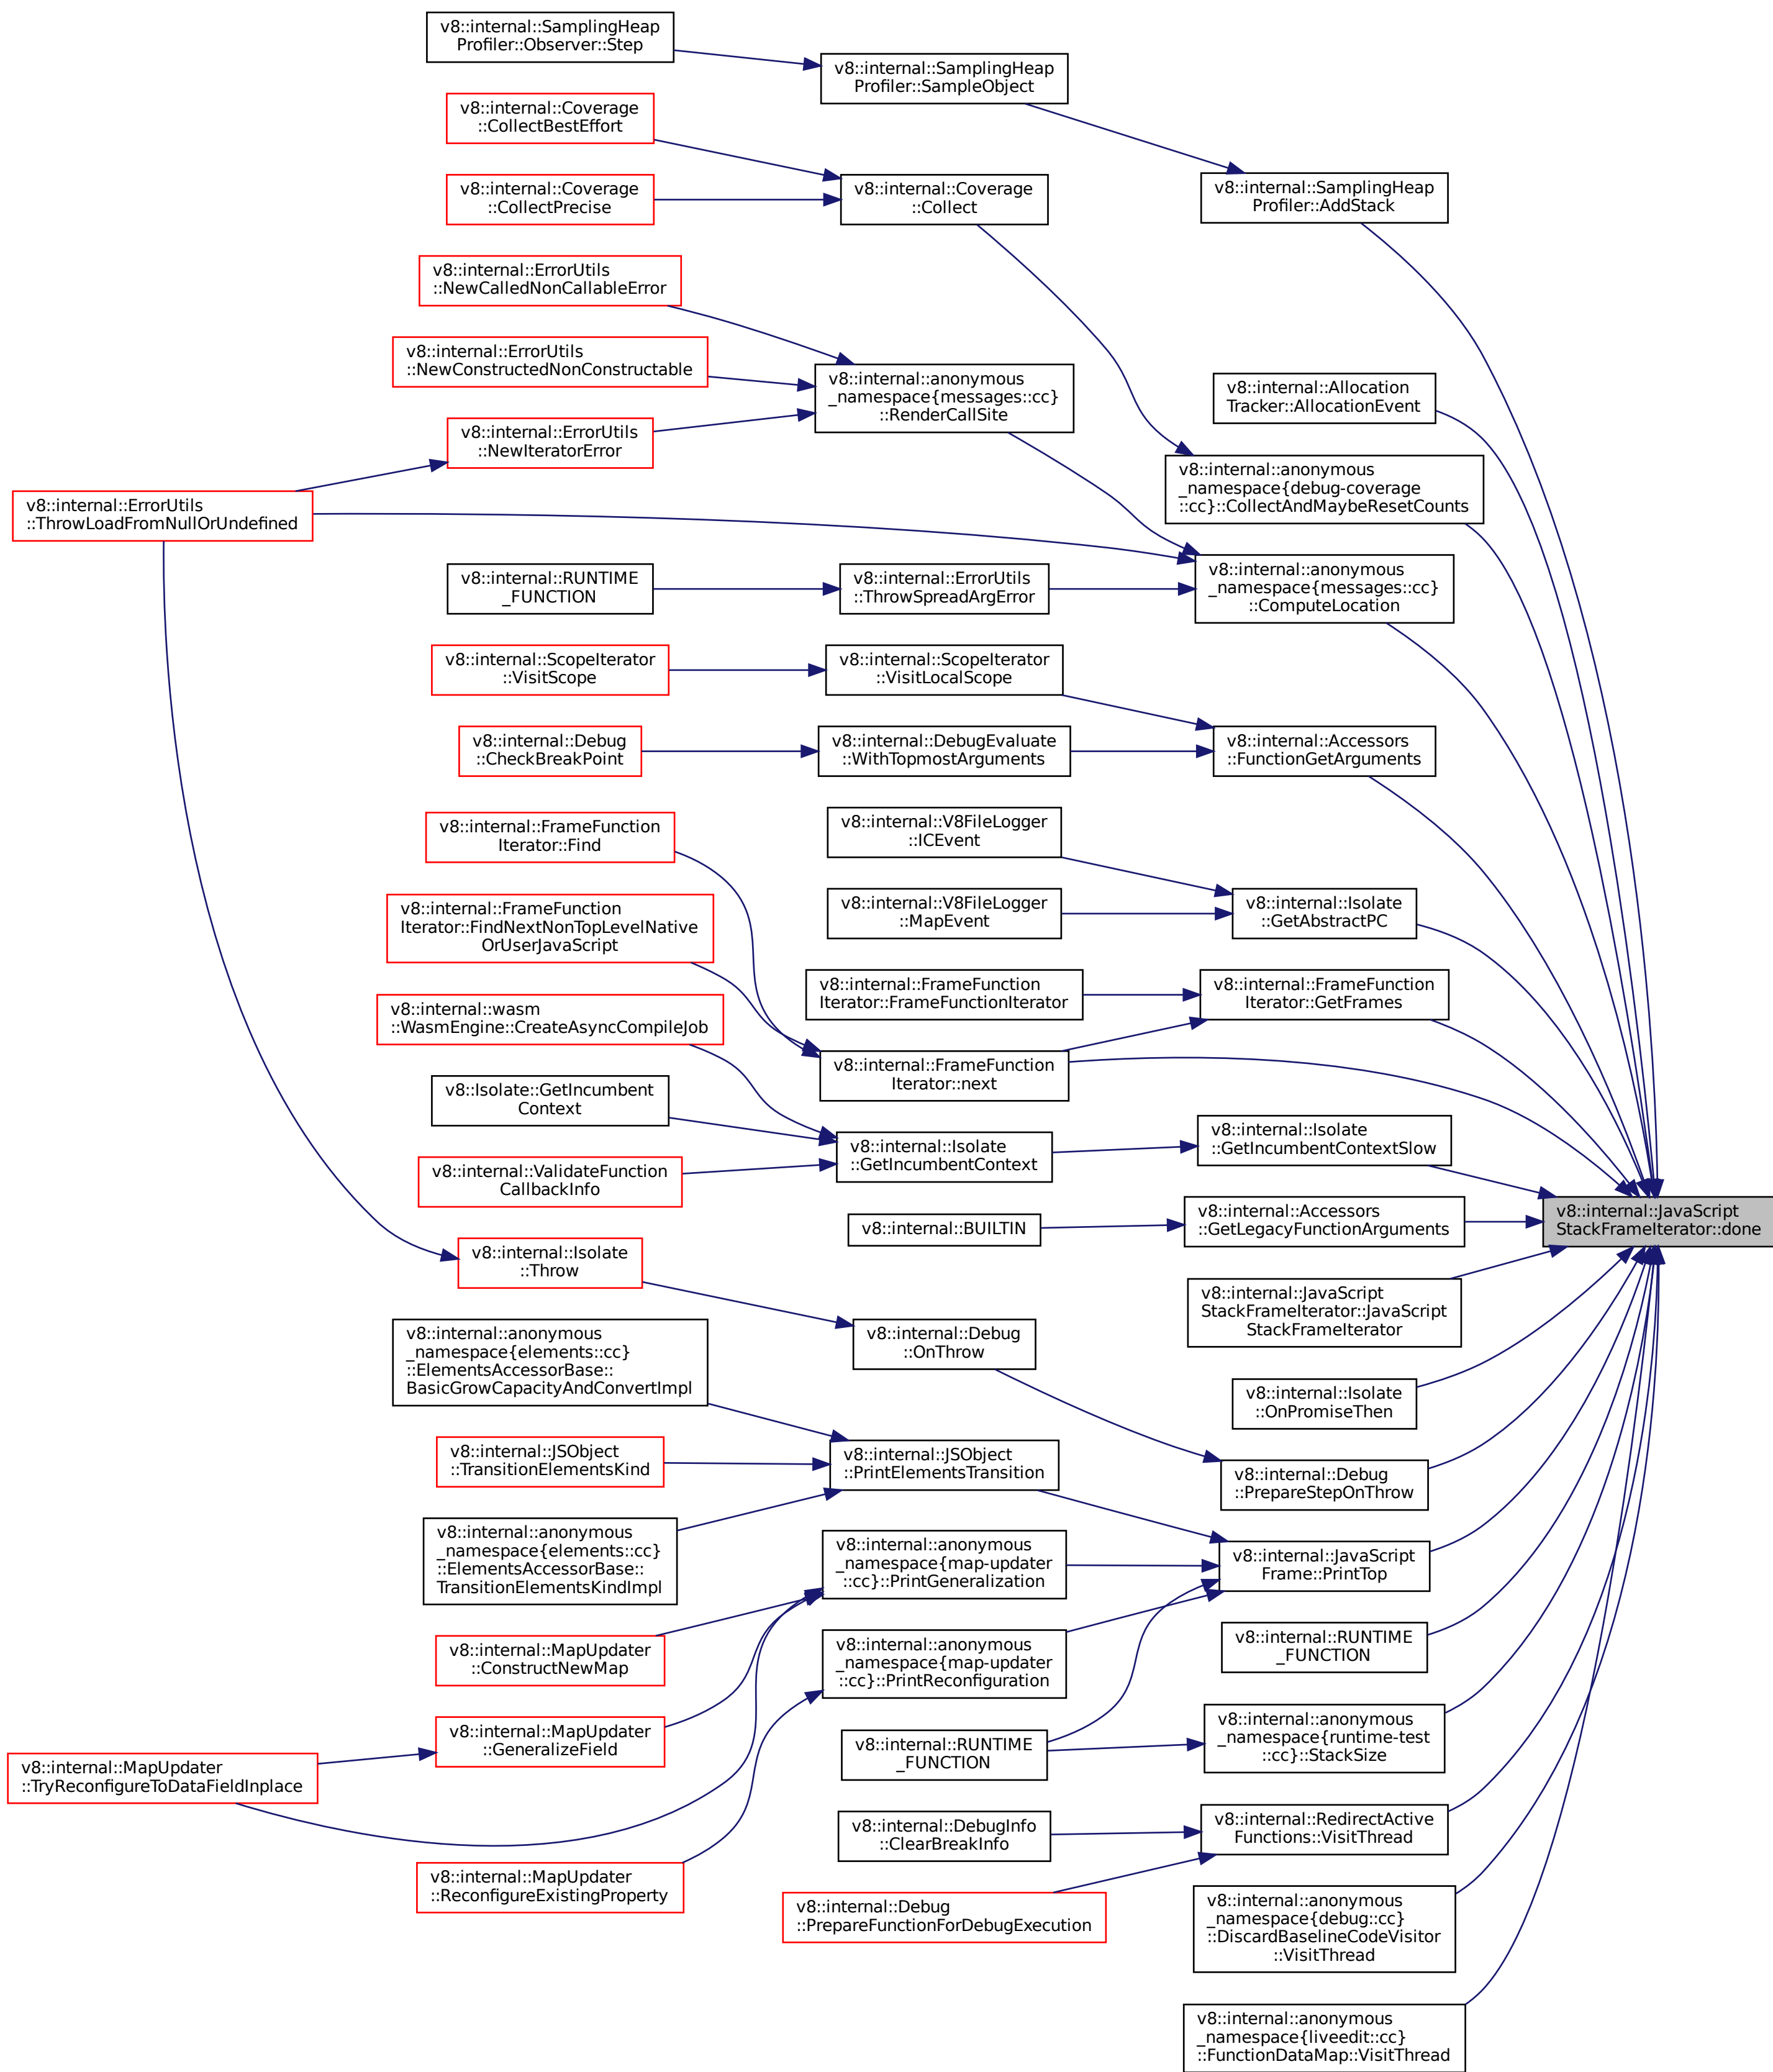 v8::internal::SamplingHeap
Profiler::Observer::Step
v8::internal::SamplingHeap
Profiler::SampleObject
v8::internal::Coverage
::CollectBestEffort
v8::internal::Coverage
::CollectPrecise
v8::internal::Coverage
::Collect
v8::internal::SamplingHeap
Profiler::AddStack
v8::internal::ErrorUtils
::NewCalledNonCallableError
v8::internal::ErrorUtils
::NewConstructedNonConstructable
v8::internal::anonymous
_namespace{messages::cc}
::RenderCallSite
v8::internal::Allocation
Tracker::AllocationEvent
v8::internal::ErrorUtils
::NewIteratorError
v8::internal::anonymous
_namespace{debug-coverage
::cc}::CollectAndMaybeResetCounts
v8::internal::ErrorUtils
::ThrowLoadFromNullOrUndefined
v8::internal::RUNTIME
_FUNCTION
v8::internal::ErrorUtils
::ThrowSpreadArgError
v8::internal::anonymous
_namespace{messages::cc}
::ComputeLocation
v8::internal::ScopeIterator
::VisitScope
v8::internal::ScopeIterator
::VisitLocalScope
v8::internal::Debug
::CheckBreakPoint
v8::internal::DebugEvaluate
::WithTopmostArguments
v8::internal::Accessors
::FunctionGetArguments
v8::internal::FrameFunction
Iterator::Find
v8::internal::V8FileLogger
::ICEvent
v8::internal::FrameFunction
Iterator::FindNextNonTopLevelNative
OrUserJavaScript
v8::internal::V8FileLogger
::MapEvent
v8::internal::Isolate
::GetAbstractPC
v8::internal::FrameFunction
Iterator::FrameFunctionIterator
v8::internal::FrameFunction
Iterator::GetFrames
v8::internal::wasm
::WasmEngine::CreateAsyncCompileJob
v8::internal::FrameFunction
Iterator::next
v8::Isolate::GetIncumbent
Context
v8::internal::Isolate
::GetIncumbentContext
v8::internal::Isolate
::GetIncumbentContextSlow
v8::internal::ValidateFunction
CallbackInfo
v8::internal::BUILTIN
v8::internal::Accessors
::GetLegacyFunctionArguments
v8::internal::JavaScript
StackFrameIterator::done
v8::internal::Isolate
::Throw
v8::internal::JavaScript
StackFrameIterator::JavaScript
StackFrameIterator
v8::internal::Debug
::OnThrow
v8::internal::anonymous
_namespace{elements::cc}
::ElementsAccessorBase::
BasicGrowCapacityAndConvertImpl
v8::internal::Isolate
::OnPromiseThen
v8::internal::JSObject
::TransitionElementsKind
v8::internal::JSObject
::PrintElementsTransition
v8::internal::Debug
::PrepareStepOnThrow
v8::internal::anonymous
_namespace{elements::cc}
::ElementsAccessorBase::
TransitionElementsKindImpl
v8::internal::anonymous
_namespace{map-updater
::cc}::PrintGeneralization
v8::internal::JavaScript
Frame::PrintTop
v8::internal::MapUpdater
::ConstructNewMap
v8::internal::anonymous
_namespace{map-updater
::cc}::PrintReconfiguration
v8::internal::RUNTIME
_FUNCTION
v8::internal::MapUpdater
::GeneralizeField
v8::internal::RUNTIME
_FUNCTION
v8::internal::anonymous
_namespace{runtime-test
::cc}::StackSize
v8::internal::MapUpdater
::TryReconfigureToDataFieldInplace
v8::internal::DebugInfo
::ClearBreakInfo
v8::internal::RedirectActive
Functions::VisitThread
v8::internal::MapUpdater
::ReconfigureExistingProperty
v8::internal::Debug
::PrepareFunctionForDebugExecution
v8::internal::anonymous
_namespace{debug::cc}
::DiscardBaselineCodeVisitor
::VisitThread
v8::internal::anonymous
_namespace{liveedit::cc}
::FunctionDataMap::VisitThread